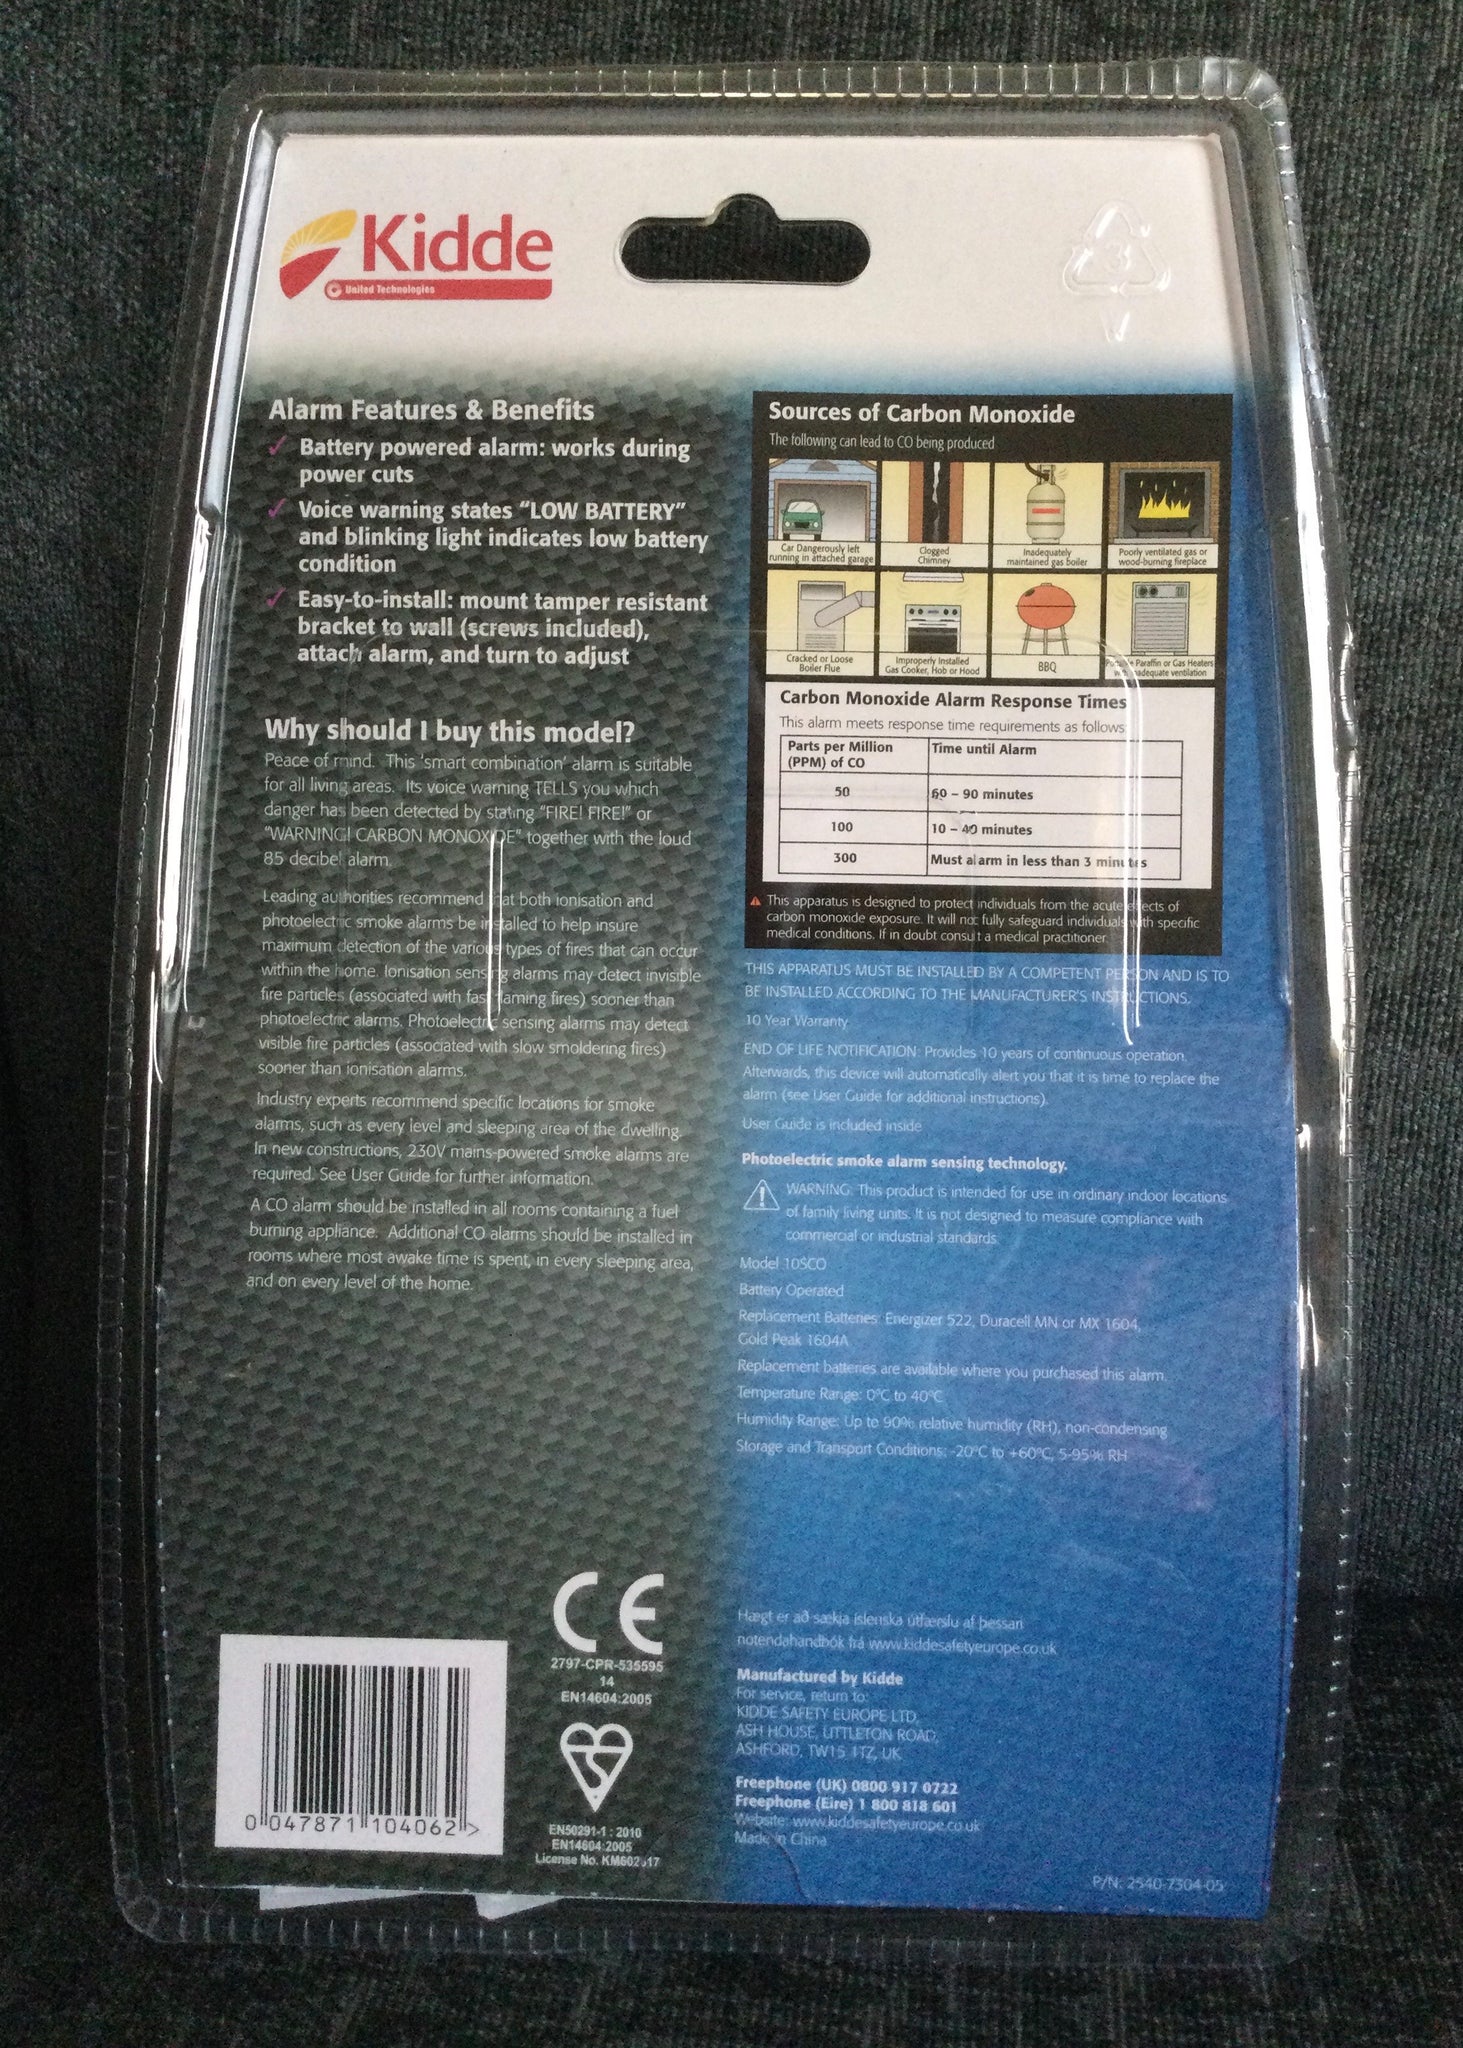 Kidde
United Technologies
Alarm Features & Benefits
Battery powered alarm: works during
power cuts
Voice warning states “LOW BATTERY”
and blinking light indicates low battery
condition
Easy-to-install: mount tamper resistant
bracket to wall (screws included),
attach alarm, and turn to adjust
Why should I buy this model?
Peace of mind. This 'smart combination' alarm is suitable
for all living areas. Its voice warning TELLS you which
danger has been detected by stating “FIRE! FIRE!” or
“WARNING! CARBON MONOXIDE” together with the loud
85 decibel alarm.
Leading authorities recommend that both ionisation and
photoelectric smoke alarms be installed to help insure
maximum detection of the various types of fires that can occur
within the home. Ionisation sensing alarms may detect invisible
fire particles (associated with fast flaming fires) sooner than
photoelectric alarms. Photoelectric sensing alarms may detect
visible fire particles (associated with slow smoldering fires)
sooner than ionisation alarms.
Industry experts recommend specific locations for smoke
alarms, such as every level and sleeping area of the dwelling.
In new constructions, 230V mains-powered smoke alarms are
required. See User Guide for further information.
A CO alarm should be installed in all rooms containing a fuel
burning appliance. Additional CO alarms should be installed in
rooms where most awake time is spent, in every sleeping area,
and on every level of the home.
0 047871 104062 >
CE
2797-CPR-535595
14
EN14604:2005
EN50291-1 : 2010
EN14604:2005
License No.
Sources of Carbon Monoxide
The following can lead to CO being produced
Car Dangerously left
running in attached garage
Clogged
Chimney
Inadequately
maintained gas boiler
Poorly ventilated gas or
wood-burning fireplace
Cracked or Loose
Boiler Flue
Improperly Installed
Gas Cooker, Hob or Hood
BBQ
Portable Paraffin or Gas Heaters
with inadequate ventilation
Carbon Monoxide Alarm Response Times
This alarm meets response time requirements as follows:
Parts per Million
(PPM) of CO
Time until Alarm
50
60 – 90 minutes
100
10 – 40 minutes
300
Must alarm in less than 3 minutes
This apparatus is designed to protect individuals from the acute effects of
carbon monoxide exposure. It will not fully safeguard individuals with specific
medical conditions. If in doubt consult a medical practitioner.
THIS APPARATUS MUST BE INSTALLED BY A COMPETENT PERSON AND IS TO
BE INSTALLED ACCORDING TO THE MANUFACTURER'S INSTRUCTIONS.
10 Year Warranty
END OF LIFE NOTIFICATION: Provides 10 years of continuous operation.
Afterwards, this device will automatically alert you that it is time to replace the
alarm (see User Guide for additional instructions).
User Guide is included inside
Photoelectric smoke alarm sensing technology.
WARNING: This product is intended for use in ordinary indoor locations
of family living units. It is not designed to measure compliance with
commercial or industrial standards.
Model 10SCO
Battery Operated
Replacement Batteries: Energizer 522, Duracell MN or MX 1604,
Gold Peak 1604A
Replacement batteries are available where you purchased this alarm.
Temperature Range: 0°C to 40°C
Humidity Range: Up to 90% relative humidity (RH), non-condensing
Storage and Transport Conditions: -20°C to +60°C, 5-95% RH
Hægt er að sækja íslenska útfærslu af þessari
notendahandbók frá www.kiddesafetyeurope.co.uk
Manufactured by Kidde
For service, return to:
KIDDE SAFETY EUROPE LTD,
ASH HOUSE, LITTLETON ROAD,
ASHFORD, TW15 1TZ, UK
Freephone (UK) 0800 917 0722
Freephone (Eire) 1 800 818 601
Website: www.kiddesafetyeurope.co.uk
Made in China
P/N: 2540-7304-05